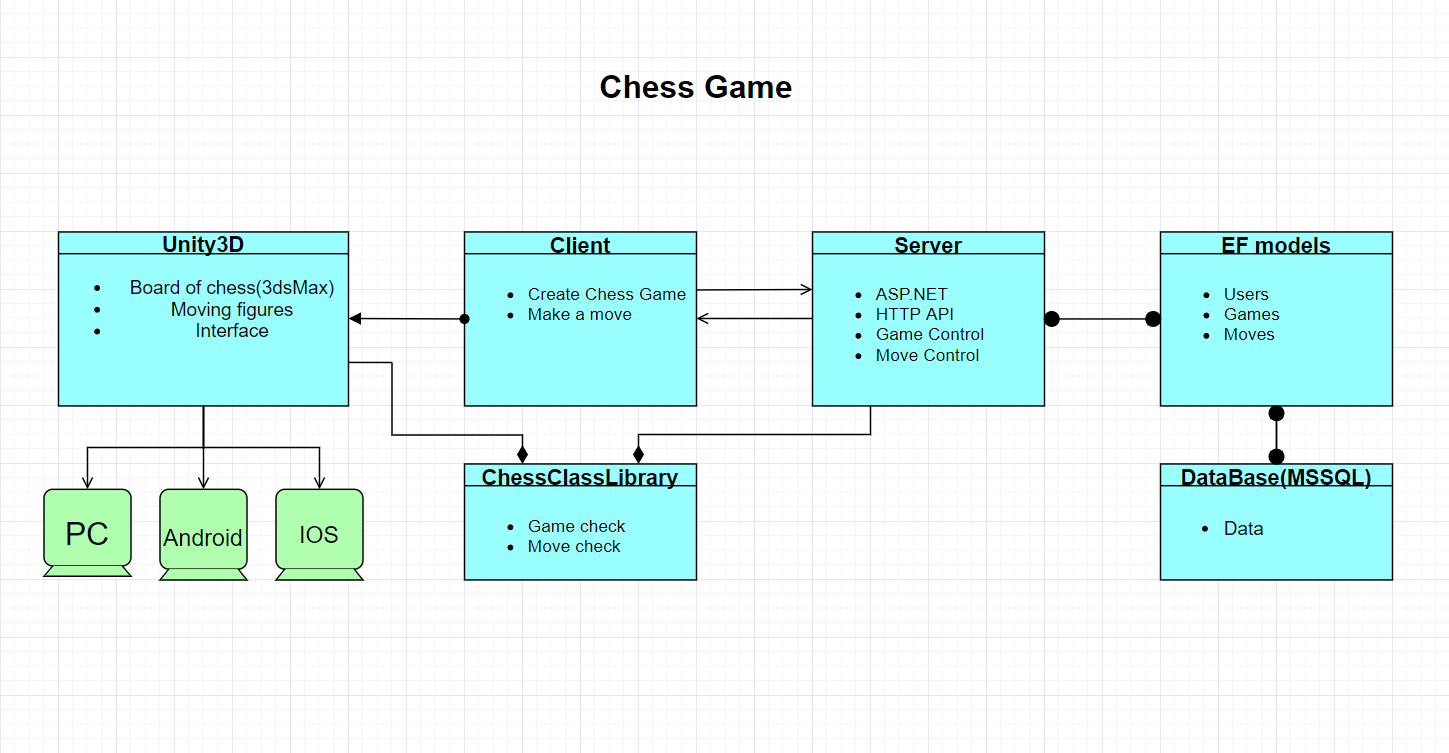 Chess Game
Unity3D
• Board of chess(3dsMax)
• Moving figures
• Interface
Client
• Create Chess Game
• Make a move
Server
• ASP.NET
• HTTP API
• Game Control
• Move Control
EF models
• Users
• Games
• Moves
PC
Android
IOS
ChessClassLibrary
• Game check
• Move check
DataBase(MSSQL)
• Data